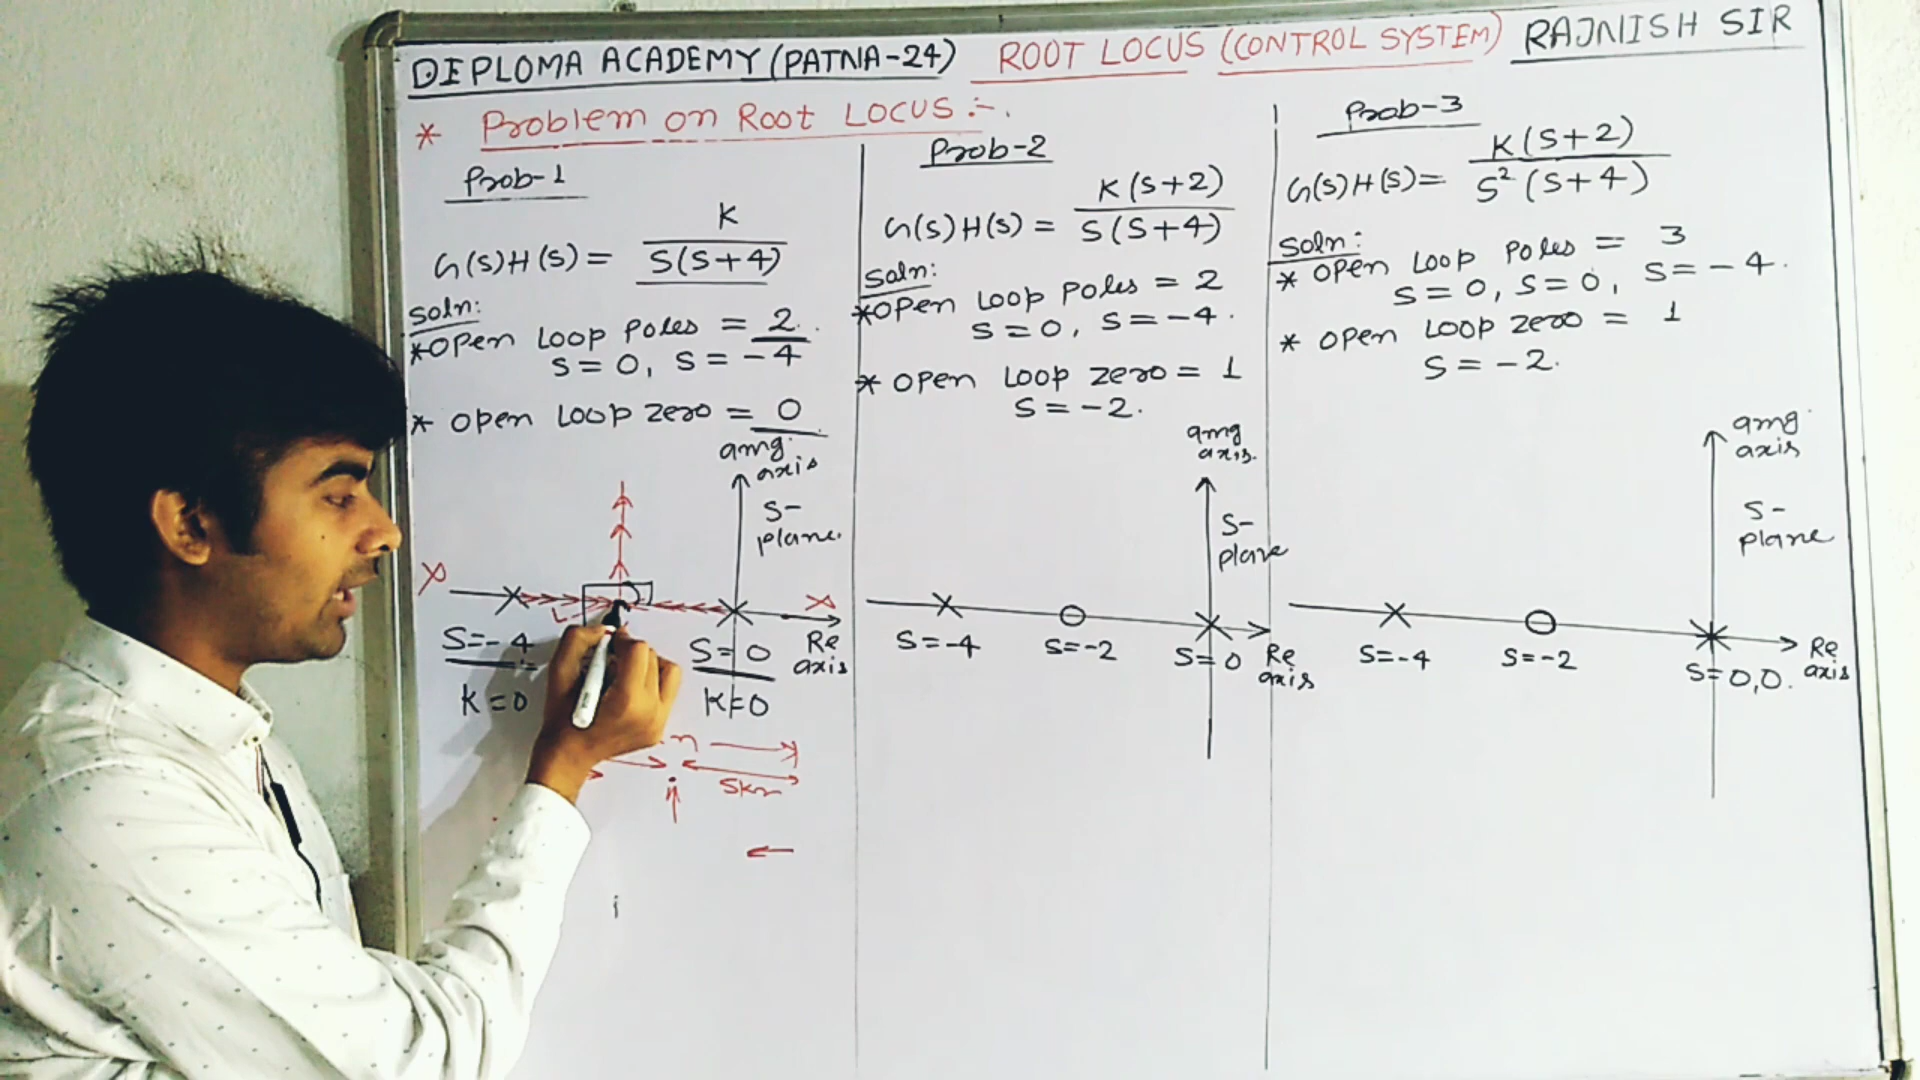 DIPLOMA ACADEMY (PATNA-24) ROOT LOCUS (CONTROL SYSTEM) RAJNISH SIR
* Problem on Root LOCUS :-
Prob-1
G(S)H(S) = K / S(S+4)
Soln:
*Open Loop Poles = 2
S=0, S=-4
* Open Loop Zero = 0
amg.
axis
S-
plane.
S=-4
K=0
S=0
K=0
Re
axis
5km
Prob-2
G(S)H(S) = K(S+2) / S(S+4)
Soln:
*Open Loop Poles = 2
S=0, S=-4.
* Open Loop Zero = 1
S=-2.
amg
axis.
S-
plane
S=-4 S=-2 S=0 Re
axis
Prob-3
G(S)H(S) = K(S+2) / S²(S+4)
Soln:
* Open Loop Poles = 3
S=0, S=0, S=-4.
* Open Loop Zero = 1
S=-2.
amg.
axis
S-
plane
S=-4 S=-2 S=0,0. Re
axis